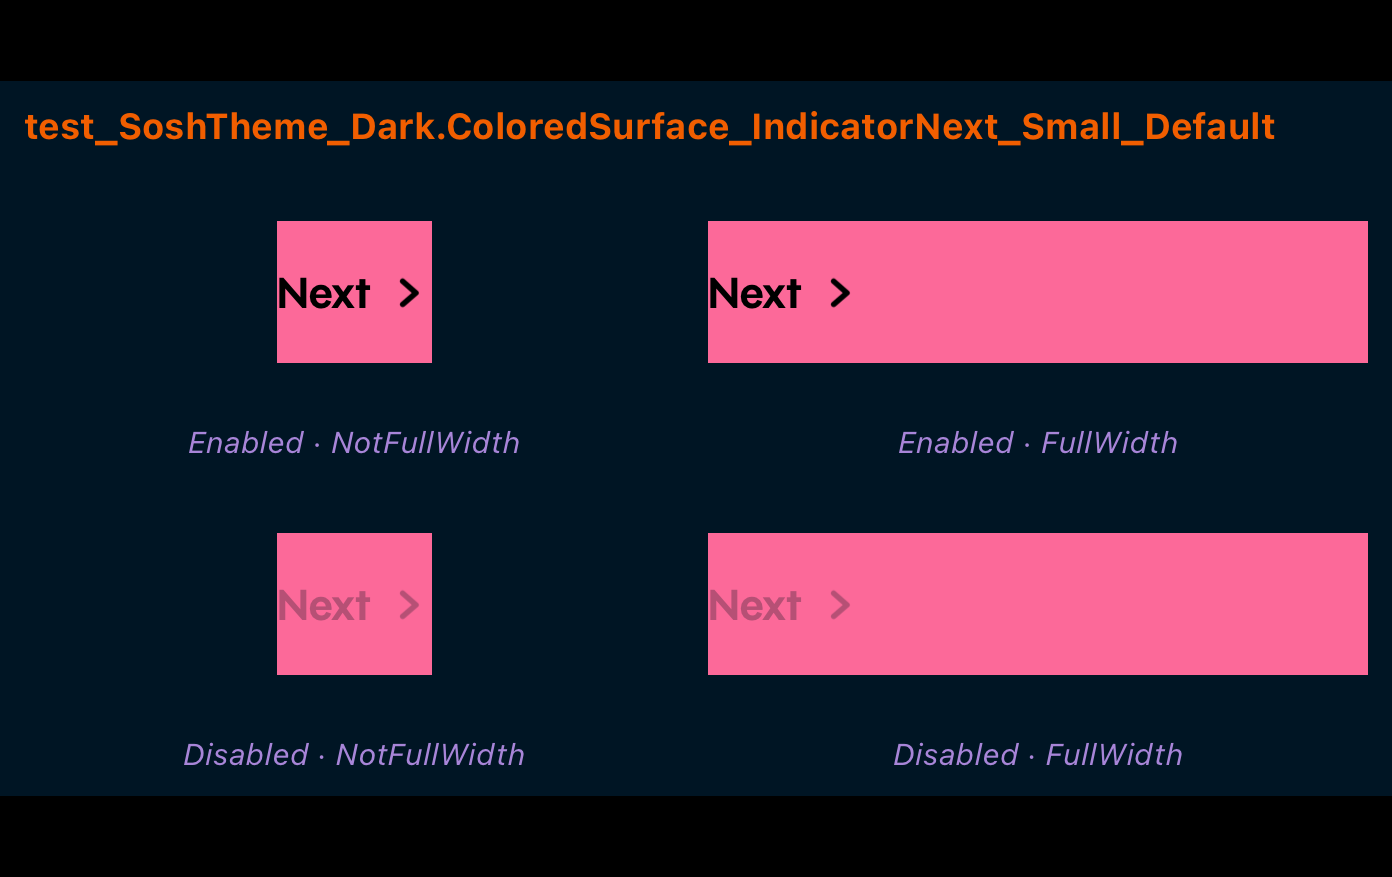 test_SoshTheme_Dark.ColoredSurface_IndicatorNext_Small_Default
Next
Next
Enabled · NotFullWidth
Enabled · FullWidth
Next
Next
Disabled · NotFullWidth
Disabled · FullWidth